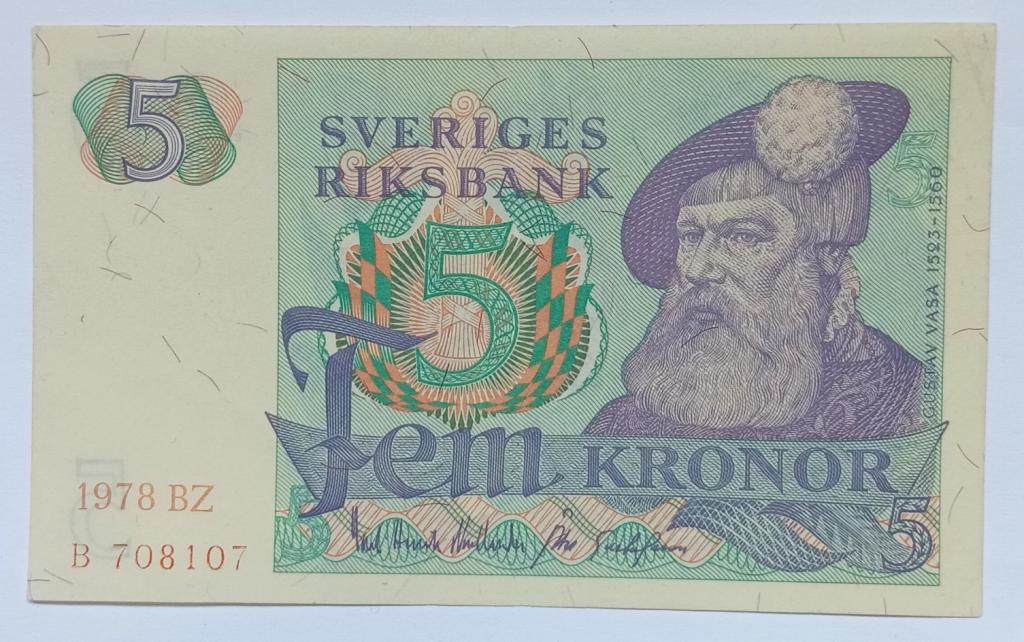 5
SVERIGES
RIKSBANK
5
5
GUSTAV VASA 1523-1560
Fem KRONOR
1978 BZ
B 708107
5
5